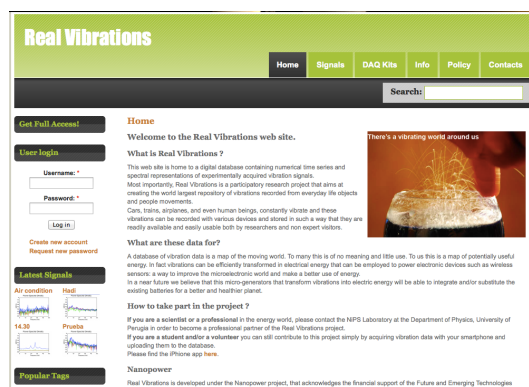 Real Vibrations
Home Signals DAQ Kits Info Policy Contacts
Search:
Get Full Access!
User login
Username: *
Password: *
Log in
Create new account
Request new password
Latest Signals
Air condition Hadi
14.30 Prueba
Popular Tags
Home
Welcome to the Real Vibrations web site.
There's a vibrating world around us
What is Real Vibrations ?
This web site is home to a digital database containing numerical time series and
spectral representations of experimentally acquired vibration signals.
Most importantly, Real Vibrations is a participatory research project that aims at
creating the world largest repository of vibrations recorded from everyday life objects
and people movements.
Cars, trains, airplanes, and even human beings, constantly vibrate and these
vibrations can be recorded with various devices and stored in such a way that they are
readily available and easily usable both by researchers and non expert visitors.
What are these data for?
A database of vibration data is a map of the moving world. To many this is of no meaning and little use. To us this is a map of potentially useful
energy. In fact vibrations can be efficiently transformed in electrical energy that can be employed to power electronic devices such as wireless
sensors: a way to improve the microelectronic world and make a better use of energy.
In a near future we believe that this micro-generators that transform vibrations into electric energy will be able to integrate and/or substitute the
existing batteries for a better and healthier planet.
How to take part in the project ?
If you are a scientist or a professional in the energy world, please contact the NiPS Laboratory at the Department of Physics, University of
Perugia in order to become a professional partner of the Real Vibrations project.
If you are a student and/or a volunteer you can still contribute to this project simply by acquiring vibration data with your smartphone and
uploading them to the database.
Please find the iPhone app here.
Nanopower
Real Vibrations is developed under the Nanopower project, that acknowledges the financial support of the Future and Emerging Technologies